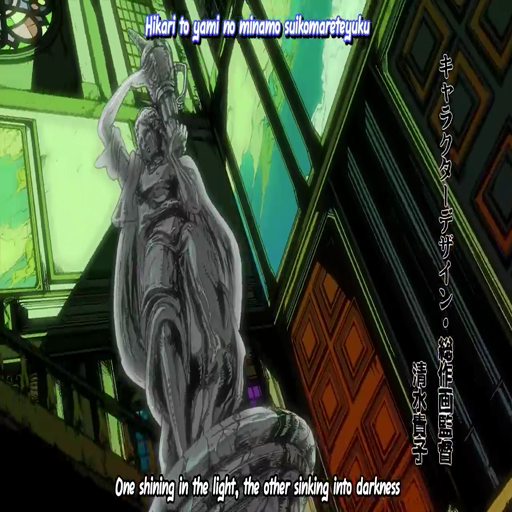 Hikari to yami no minamo suikomareteyuku
キャラクターデザイン・総作画監督
清水貴子
One shining in the light, the other sinking into darkness